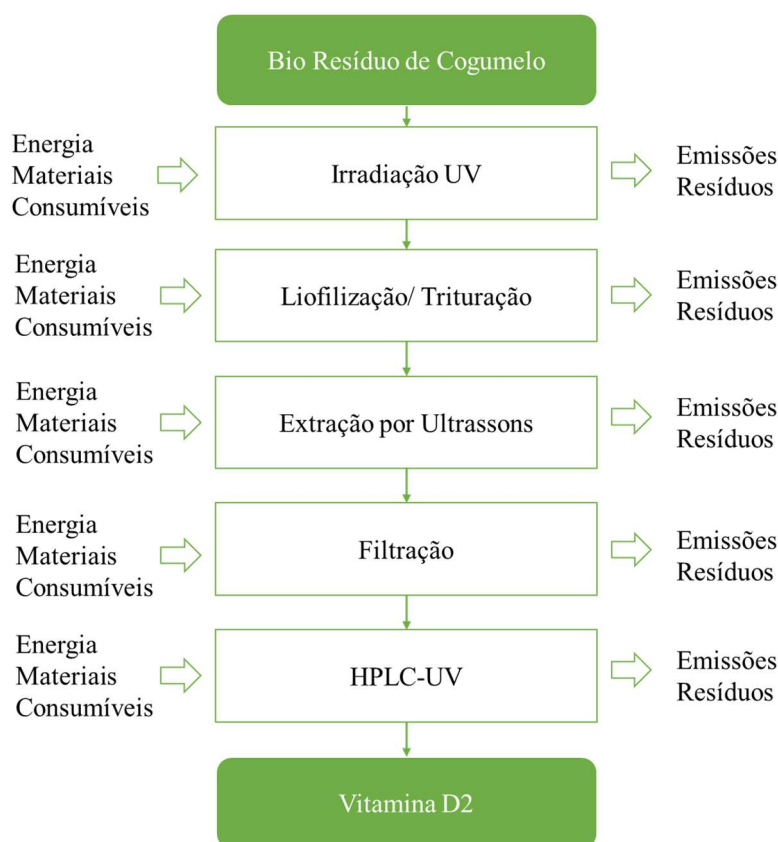 Bio Resíduo de Cogumelo
Energia
Materiais
Consumíveis
Irradiação UV
Emissões
Resíduos
Energia
Materiais
Consumíveis
Liofilização/ Trituração
Emissões
Resíduos
Energia
Materiais
Consumíveis
Extração por Ultrassons
Emissões
Resíduos
Energia
Materiais
Consumíveis
Filtração
Emissões
Resíduos
Energia
Materiais
Consumíveis
HPLC-UV
Emissões
Resíduos
Vitamina D2